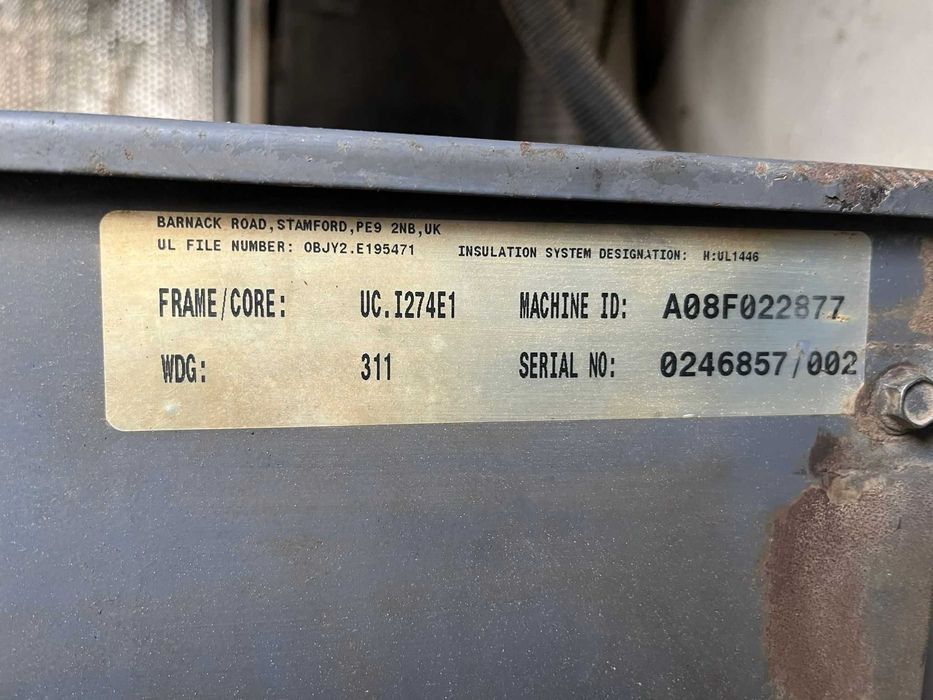 BARNACK ROAD,STAMFORD,PE9 2NB,UK
UL FILE NUMBER: OBJY2.E195471 INSULATION SYSTEM DESIGNATION: H:UL1446
FRAME/CORE: UC.I274E1 MACHINE ID: A08F022877
WDG: 311 SERIAL NO: 0246857/002